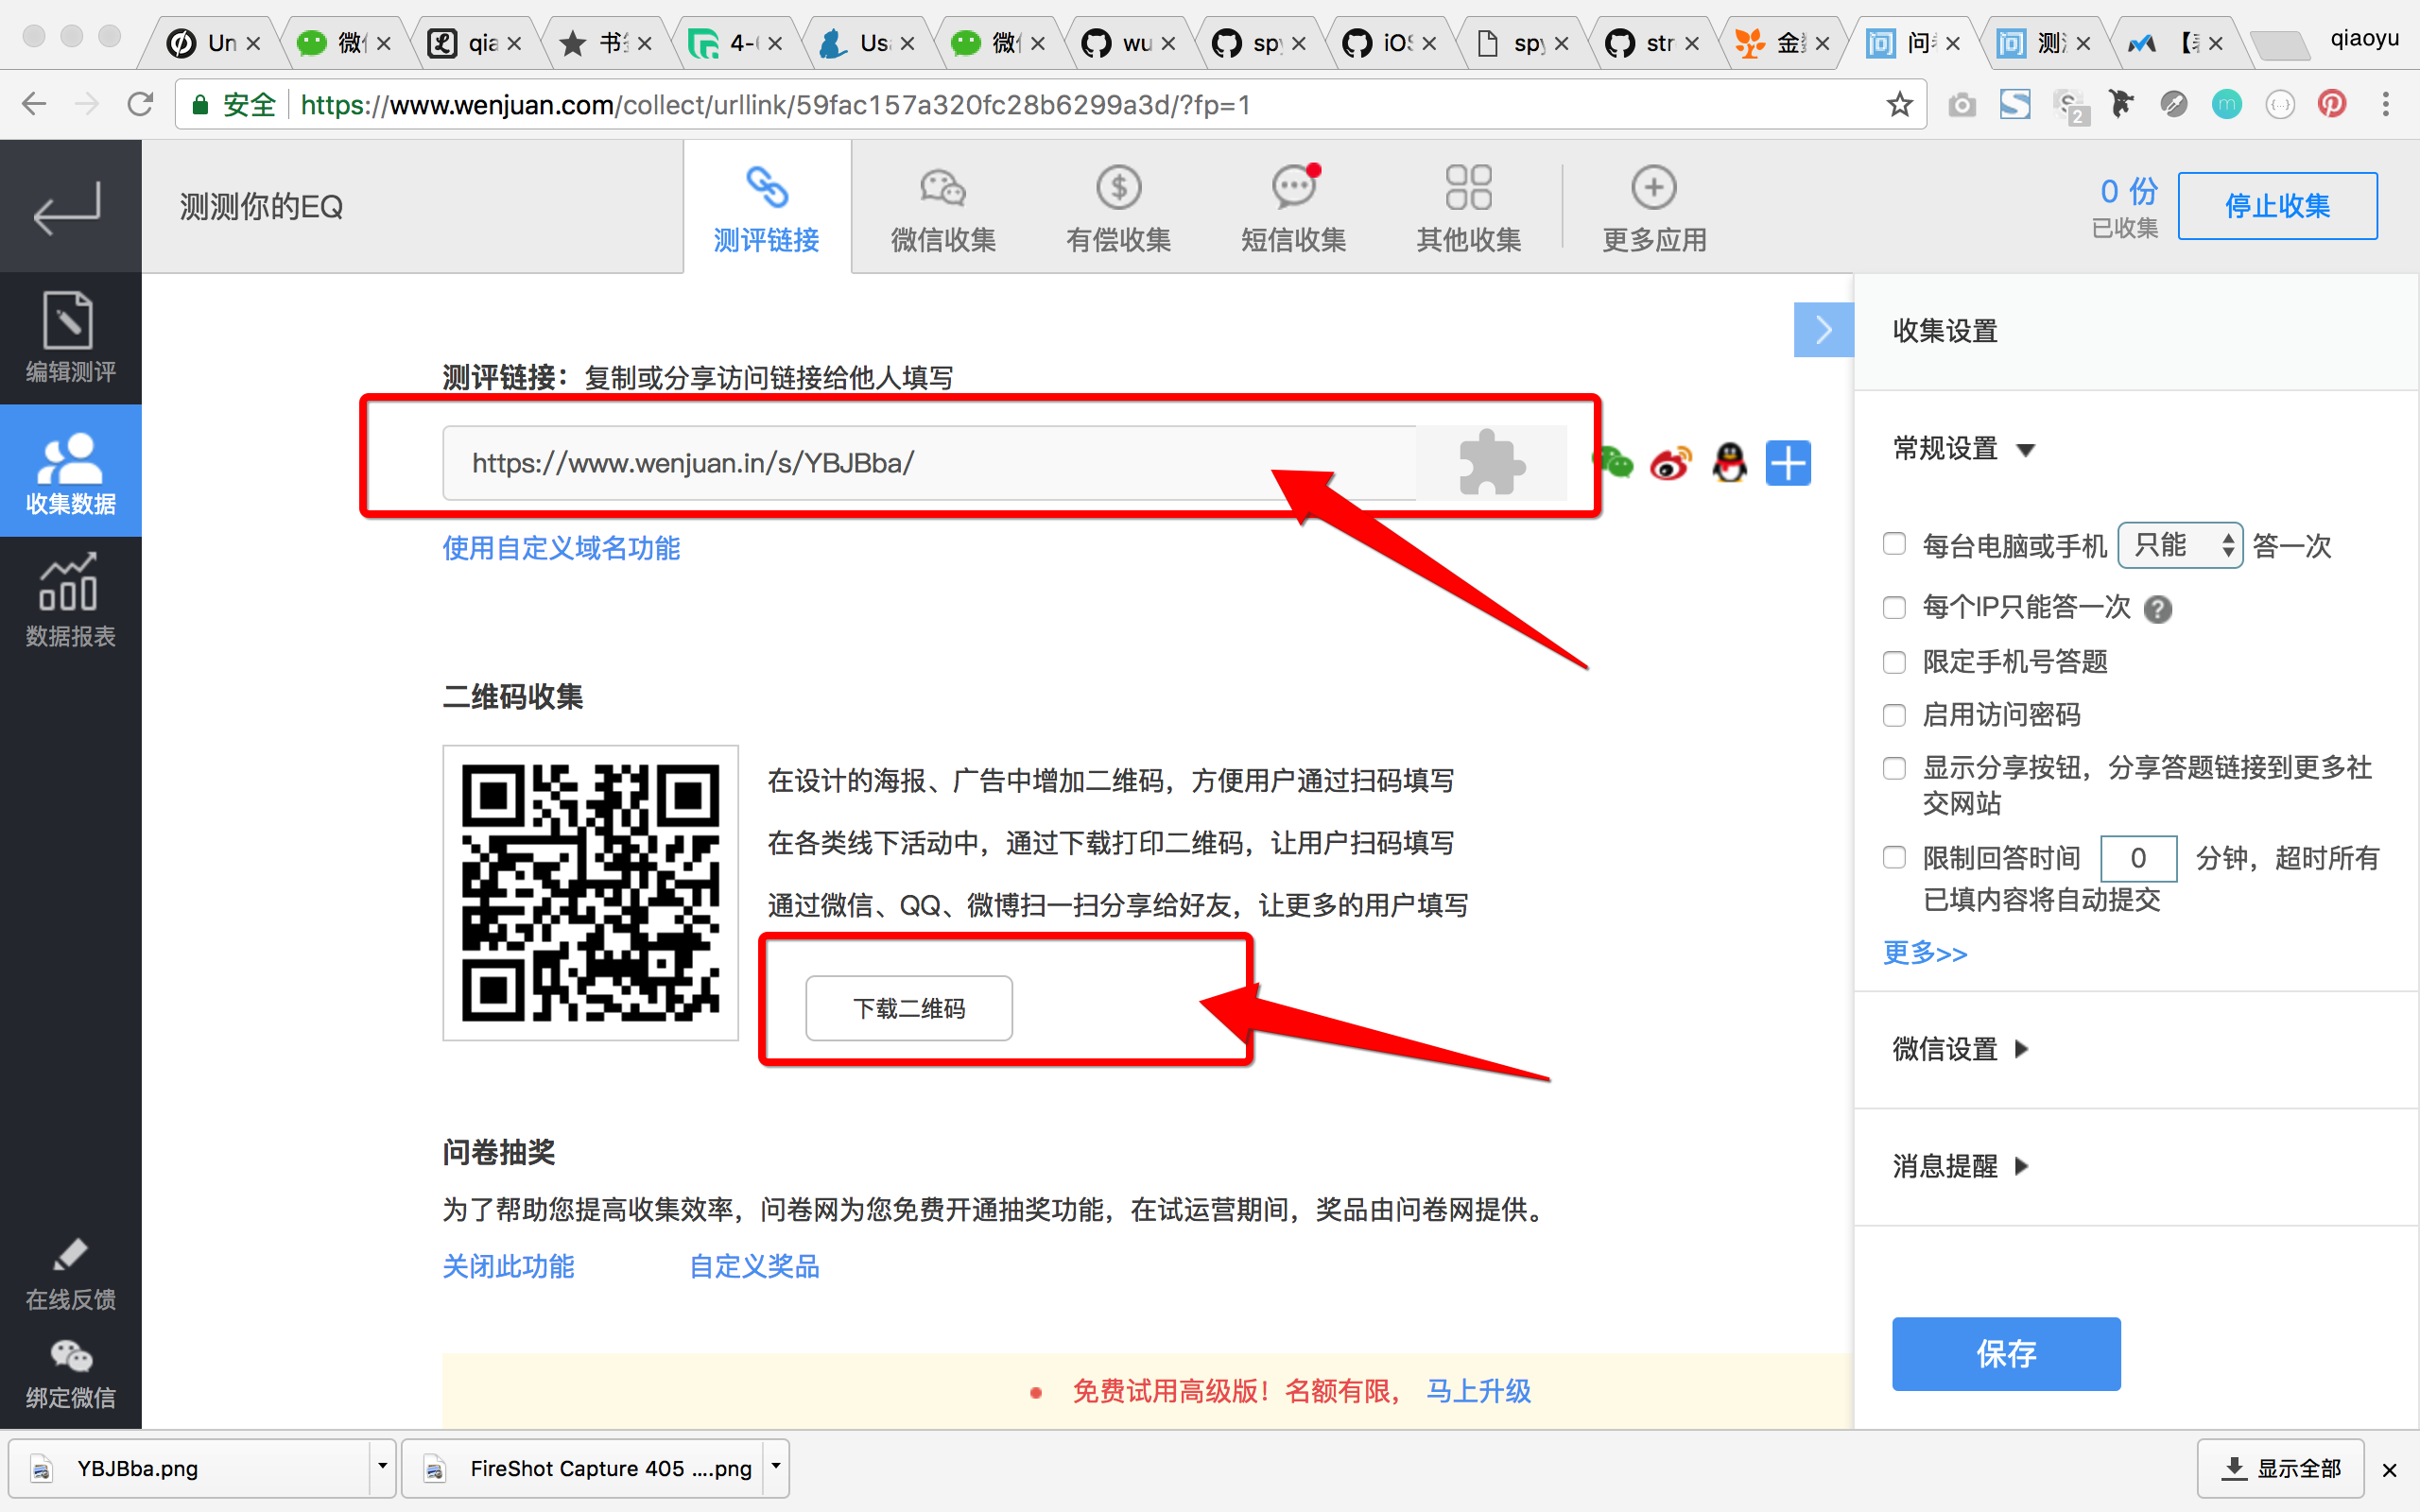 Un
微信
qia
书
4-
Us
微信
wu
spy
iOS
spy
str
金
问
测
【
qiaoyu
安全
https://www.wenjuan.com/collect/urllink/59fac157a320fc28b6299a3d/?fp=1
2
测测你的EQ
测评链接
微信收集
有偿收集
短信收集
其他收集
更多应用
0 份
已收集
停止收集
编辑测评
收集数据
数据报表
在线反馈
绑定微信
测评链接：复制或分享访问链接给他人填写
https://www.wenjuan.in/s/YBJBba/
使用自定义域名功能
二维码收集
在设计的海报、广告中增加二维码，方便用户通过扫码填写
在各类线下活动中，通过下载打印二维码，让用户扫码填写
通过微信、QQ、微博扫一扫分享给好友，让更多的用户填写
下载二维码
问卷抽奖
为了帮助您提高收集效率，问卷网为您免费开通抽奖功能，在试运营期间，奖品由问卷网提供。
关闭此功能
自定义奖品
免费试用高级版！名额有限， 马上升级
收集设置
常规设置
每台电脑或手机 只能 答一次
每个IP只能答一次
限定手机号答题
启用访问密码
显示分享按钮，分享答题链接到更多社
交网站
限制回答时间 0 分钟，超时所有
已填内容将自动提交
更多>>
微信设置
消息提醒
保存
YBJBba.png
FireShot Capture 405 ....png
显示全部